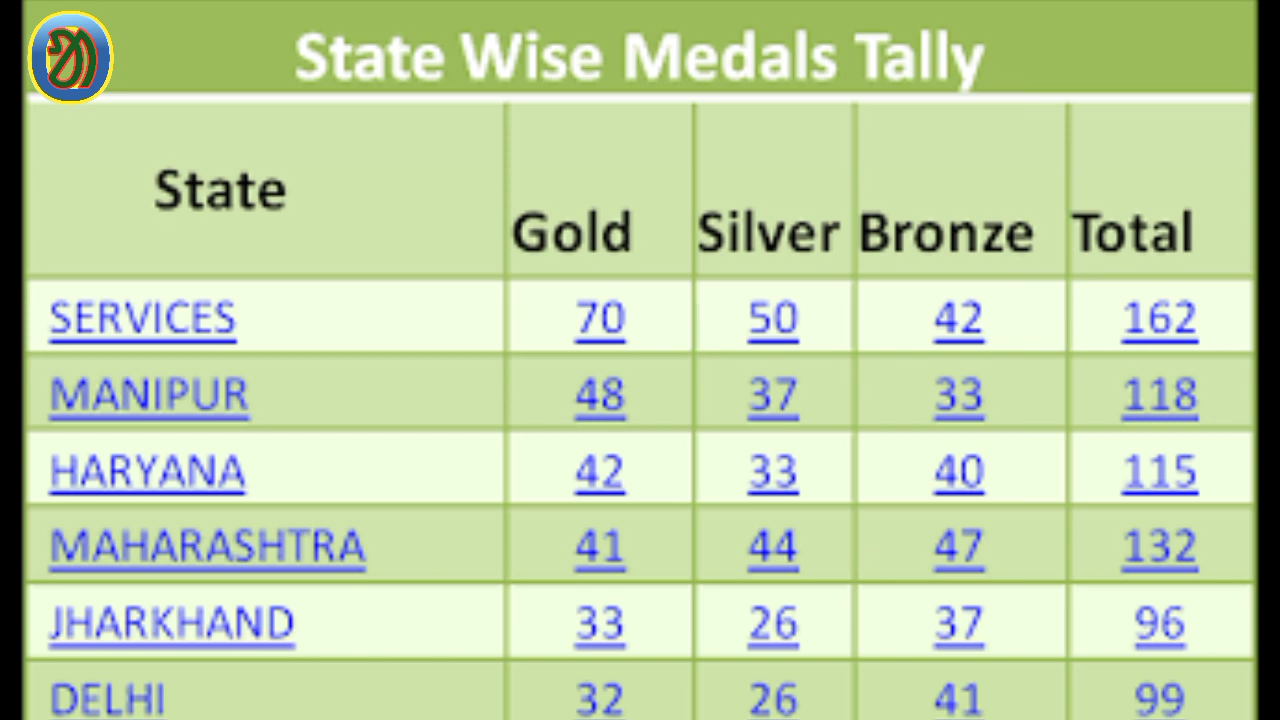 State Wise Medals Tally
State Gold Silver Bronze Total
SERVICES 70 50 42 162
MANIPUR 48 37 33 118
HARYANA 42 33 40 115
MAHARASHTRA 41 44 47 132
JHARKHAND 33 26 37 96
DELHI 32 26 41 99